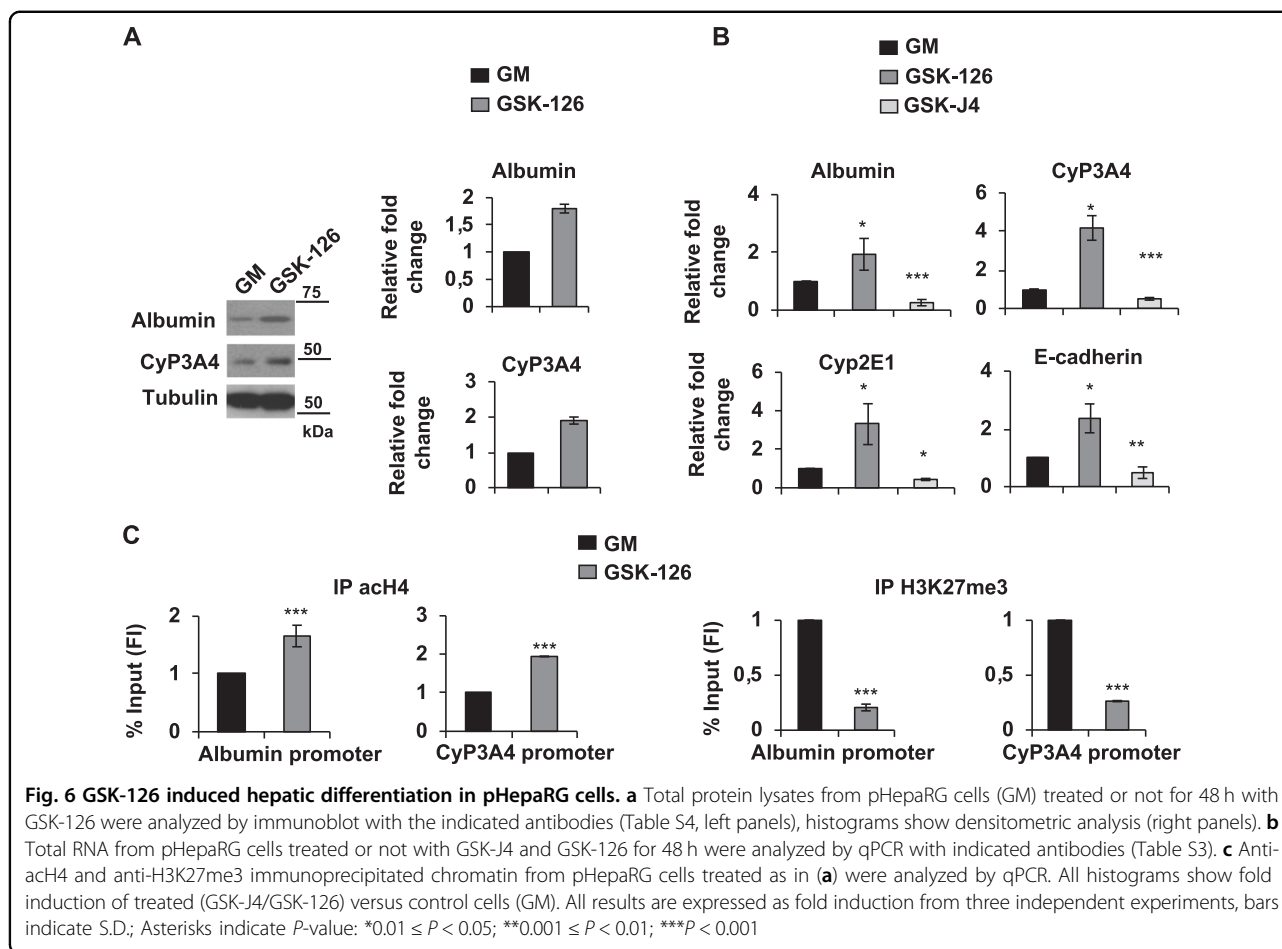 A
GM
GSK-126
GM
GSK-126
75
Albumin
CyP3A4
50
Tubulin
50
kDa
Albumin
Relative fold
change
2
1,5
1
0,5
0
CyP3A4
Relative fold
change
3
2
1
0
B
GM
GSK-126
GSK-J4
Albumin
Relative fold
change
4
2
0
*
***
CyP3A4
6
4
2
0
*
***
Cyp2E1
Relative fold
change
6
4
2
0
*
*
E-cadherin
4
2
0
*
**
C
GM
GSK-126
IP acH4
% Input (FI)
2
1
0
***
Albumin promoter
3
2
1
0
***
CyP3A4 promoter
IP H3K27me3
% Input (FI)
1
0,5
0
***
Albumin promoter
1
0,5
0
***
CyP3A4 promoter
Fig. 6 GSK-126 induced hepatic differentiation in pHepaRG cells. a Total protein lysates from pHepaRG cells (GM) treated or not for 48 h with
GSK-126 were analyzed by immunoblot with the indicated antibodies (Table S4, left panels), histograms show densitometric analysis (right panels). b
Total RNA from pHepaRG cells treated or not with GSK-J4 and GSK-126 for 48 h were analyzed by qPCR with indicated antibodies (Table S3). c Anti-
acH4 and anti-H3K27me3 immunoprecipitated chromatin from pHepaRG cells treated as in (a) were analyzed by qPCR. All histograms show fold
induction of treated (GSK-J4/GSK-126) versus control cells (GM). All results are expressed as fold induction from three independent experiments, bars
indicate S.D.; Asterisks indicate P-value: *0.01 ≤ P < 0.05; **0.001 ≤ P < 0.01; ***P < 0.001